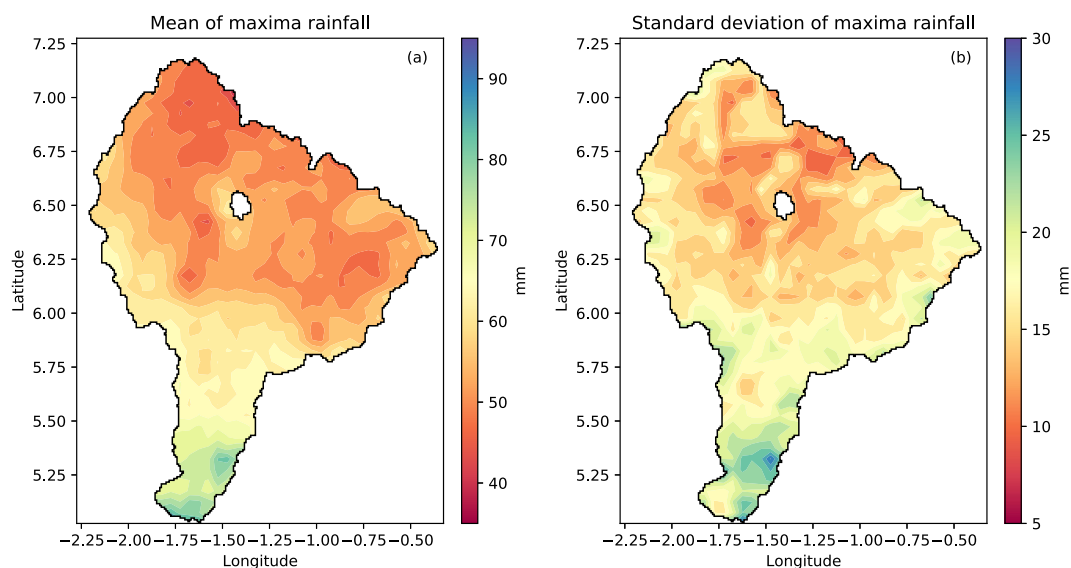 Mean of maxima rainfall
(a)
7.25
7.00
6.75
6.50
6.25
6.00
5.75
5.50
5.25
Latitude
−2.25 −2.00 −1.75 −1.50 −1.25 −1.00 −0.75 −0.50
Longitude
90
80
70
60
50
40
mm
Standard deviation of maxima rainfall
(b)
7.25
7.00
6.75
6.50
6.25
6.00
5.75
5.50
5.25
Latitude
−2.25 −2.00 −1.75 −1.50 −1.25 −1.00 −0.75 −0.50
Longitude
30
25
20
15
10
5
mm